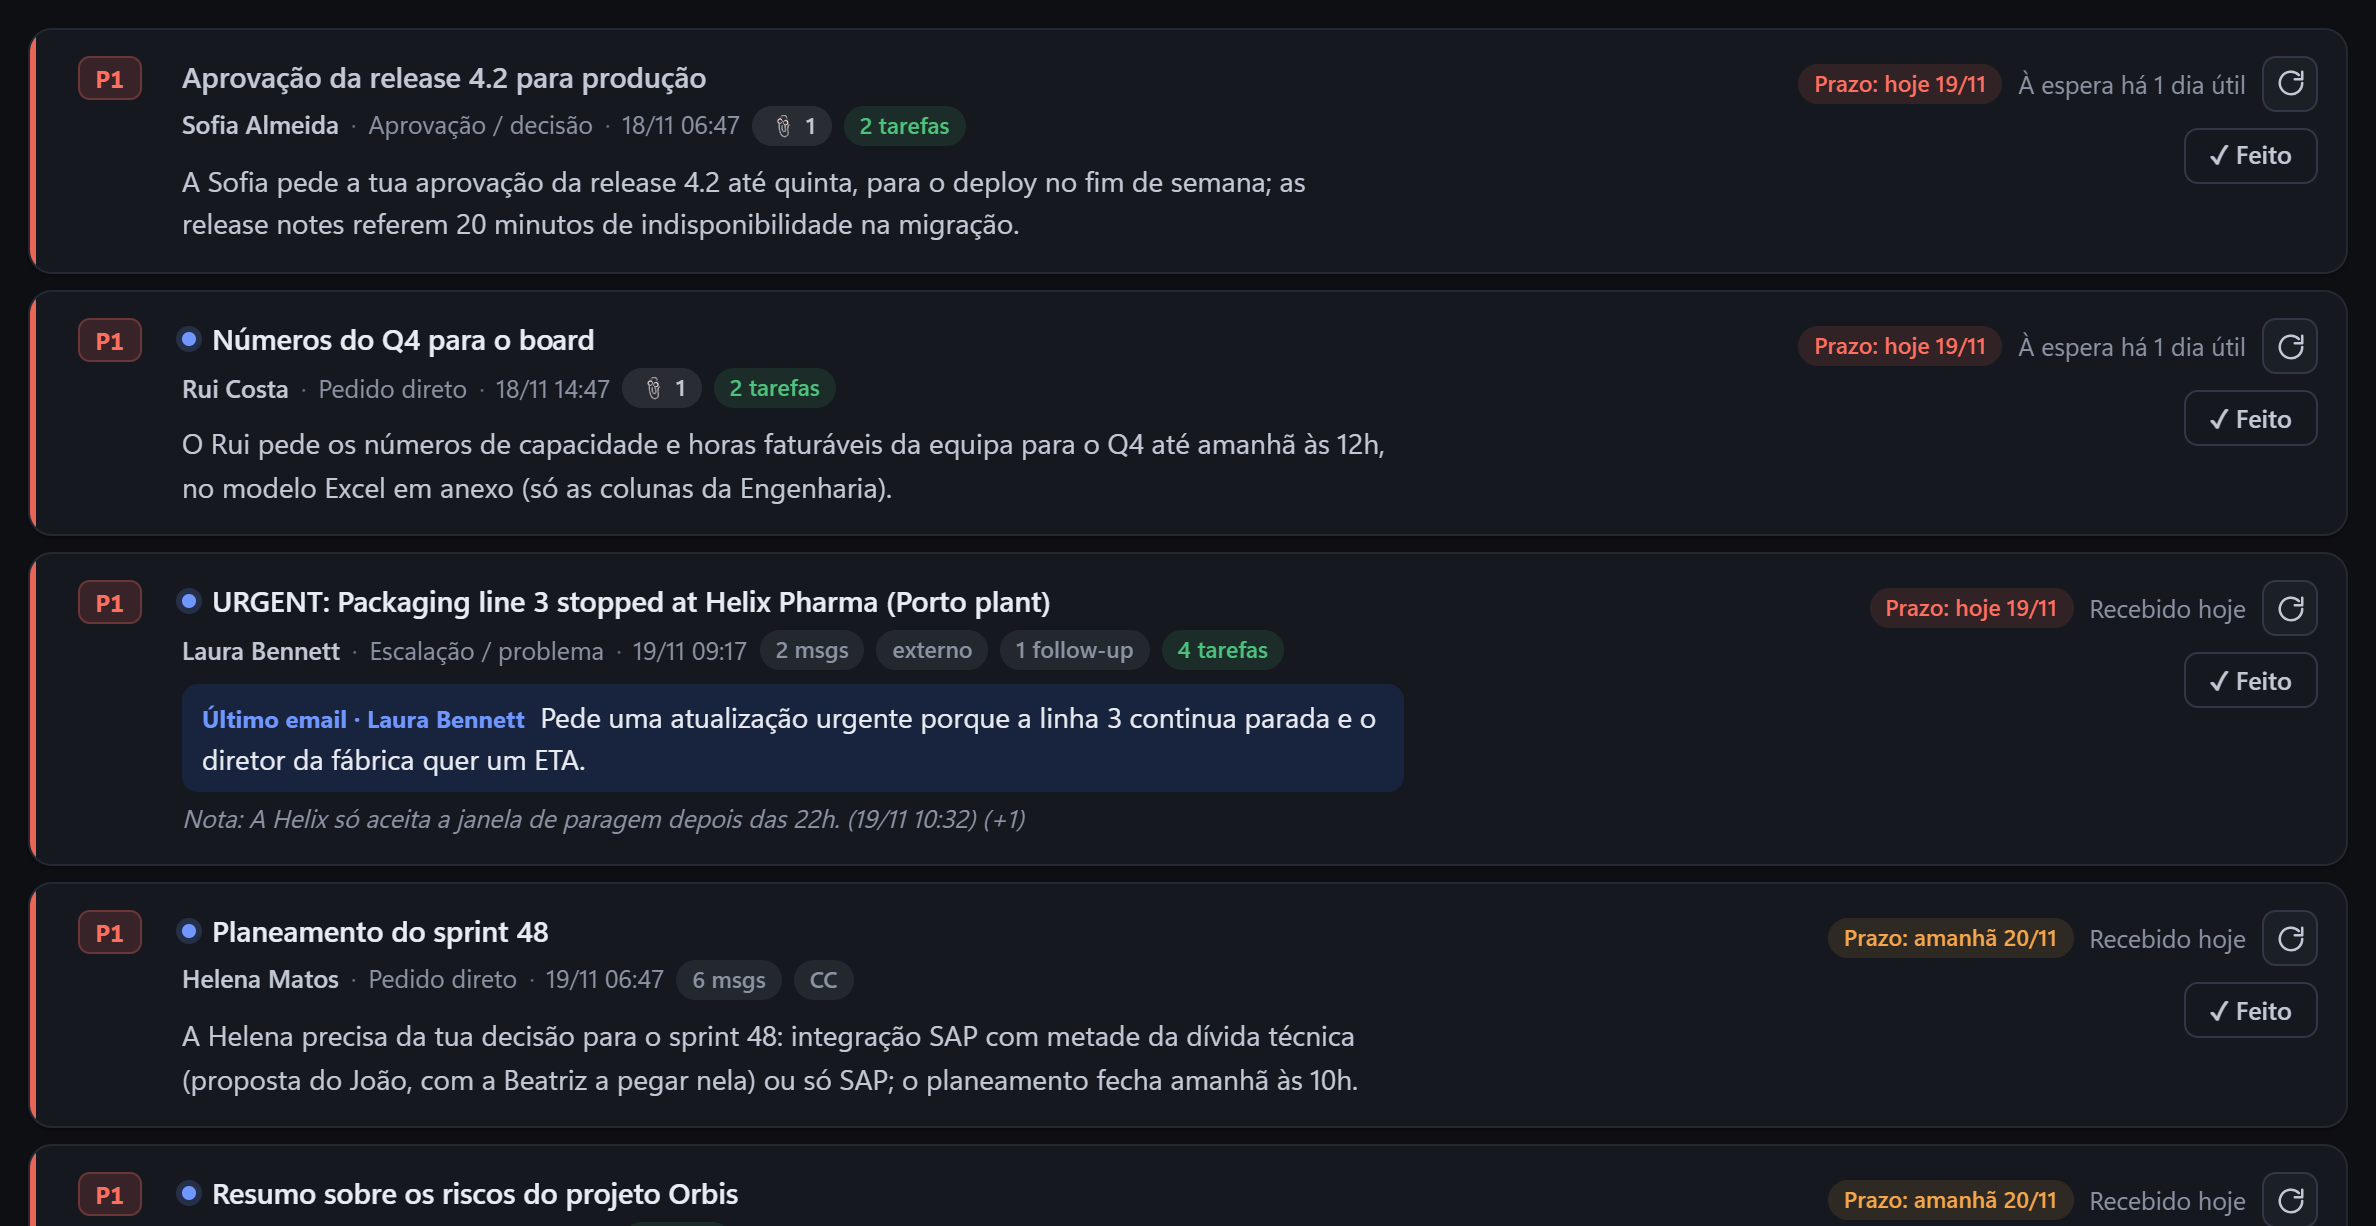 P1 Aprovação da release 4.2 para produção Prazo: hoje 19/11 À espera há 1 dia útil
Sofia Almeida · Aprovação / decisão · 18/11 06:47 1 2 tarefas
✓ Feito
A Sofia pede a tua aprovação da release 4.2 até quinta, para o deploy no fim de semana; as
release notes referem 20 minutos de indisponibilidade na migração.
P1 Números do Q4 para o board Prazo: hoje 19/11 À espera há 1 dia útil
Rui Costa · Pedido direto · 18/11 14:47 1 2 tarefas
✓ Feito
O Rui pede os números de capacidade e horas faturáveis da equipa para o Q4 até amanhã às 12h,
no modelo Excel em anexo (só as colunas da Engenharia).
P1 URGENT: Packaging line 3 stopped at Helix Pharma (Porto plant) Prazo: hoje 19/11 Recebido hoje
Laura Bennett · Escalação / problema · 19/11 09:17 2 msgs externo 1 follow-up 4 tarefas
✓ Feito
Último email · Laura Bennett Pede uma atualização urgente porque a linha 3 continua parada e o
diretor da fábrica quer um ETA.
Nota: A Helix só aceita a janela de paragem depois das 22h. (19/11 10:32) (+1)
P1 Planeamento do sprint 48 Prazo: amanhã 20/11 Recebido hoje
Helena Matos · Pedido direto · 19/11 06:47 6 msgs CC
✓ Feito
A Helena precisa da tua decisão para o sprint 48: integração SAP com metade da dívida técnica
(proposta do João, com a Beatriz a pegar nela) ou só SAP; o planeamento fecha amanhã às 10h.
P1 Resumo sobre os riscos do projeto Orbis Prazo: amanhã 20/11 Recebido hoje